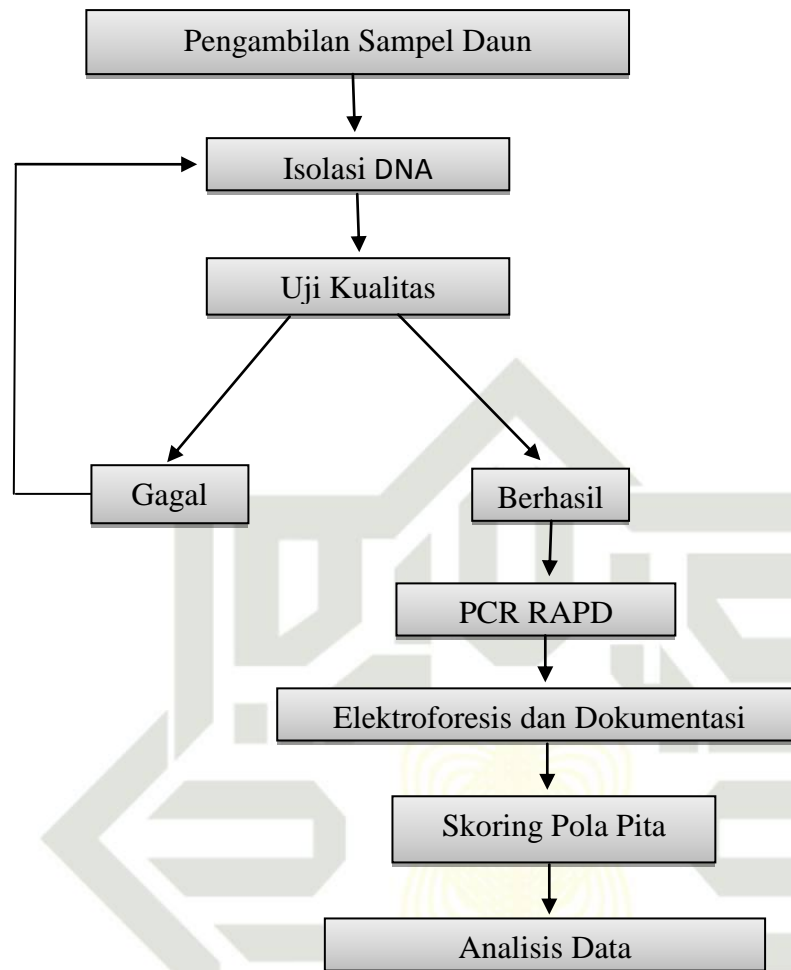 Pengambilan Sampel Daun
Isolasi DNA
Uji Kualitas
Gagal
Berhasil
PCR RAPD
Elektroforesis dan Dokumentasi
Skoring Pola Pita
Analisis Data